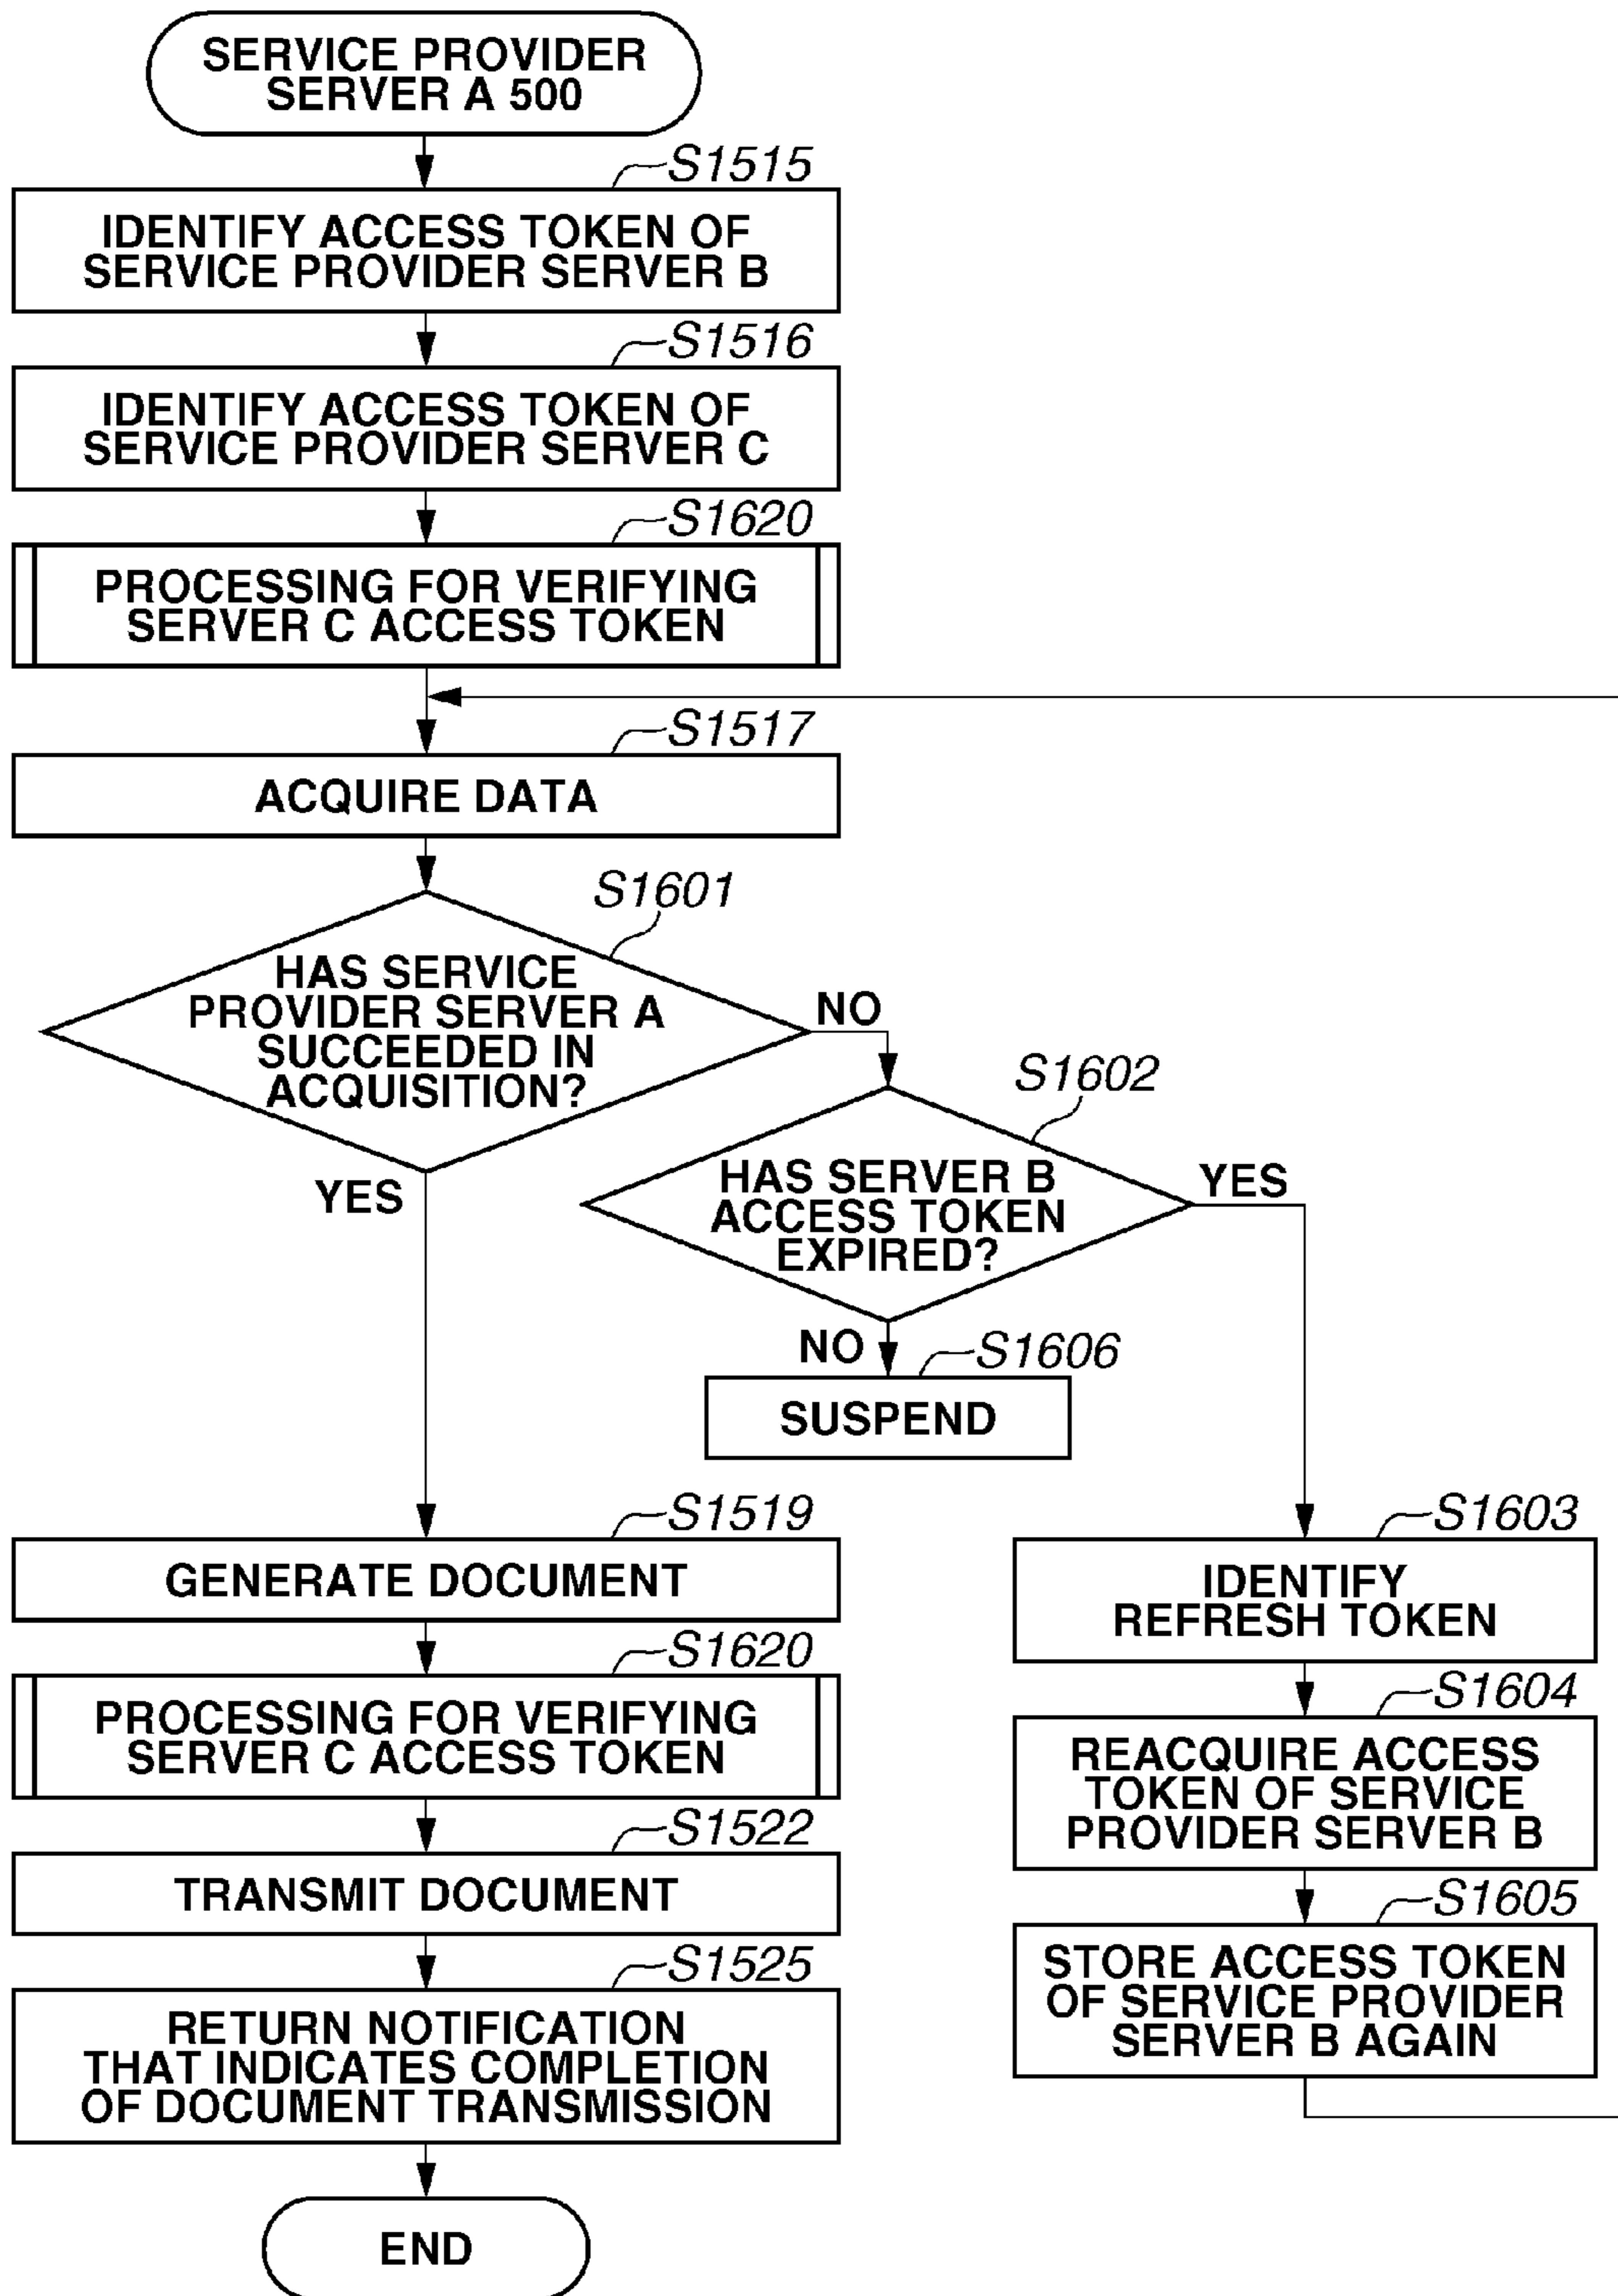 SERVICE PROVIDER
SERVER A 500
S1515
IDENTIFY ACCESS TOKEN OF
SERVICE PROVIDER SERVER B
S1516
IDENTIFY ACCESS TOKEN OF
SERVICE PROVIDER SERVER C
S1620
PROCESSING FOR VERIFYING
SERVER C ACCESS TOKEN
S1517
ACQUIRE DATA
S1601
HAS SERVICE
PROVIDER SERVER A
SUCCEEDED IN
ACQUISITION?
NO
YES
S1602
HAS SERVER B
ACCESS TOKEN
EXPIRED?
YES
NO
S1606
SUSPEND
S1519
GENERATE DOCUMENT
S1620
PROCESSING FOR VERIFYING
SERVER C ACCESS TOKEN
S1522
TRANSMIT DOCUMENT
S1525
RETURN NOTIFICATION
THAT INDICATES COMPLETION
OF DOCUMENT TRANSMISSION
END
S1603
IDENTIFY
REFRESH TOKEN
S1604
REACQUIRE ACCESS
TOKEN OF SERVICE
PROVIDER SERVER B
S1605
STORE ACCESS TOKEN
OF SERVICE PROVIDER
SERVER B AGAIN